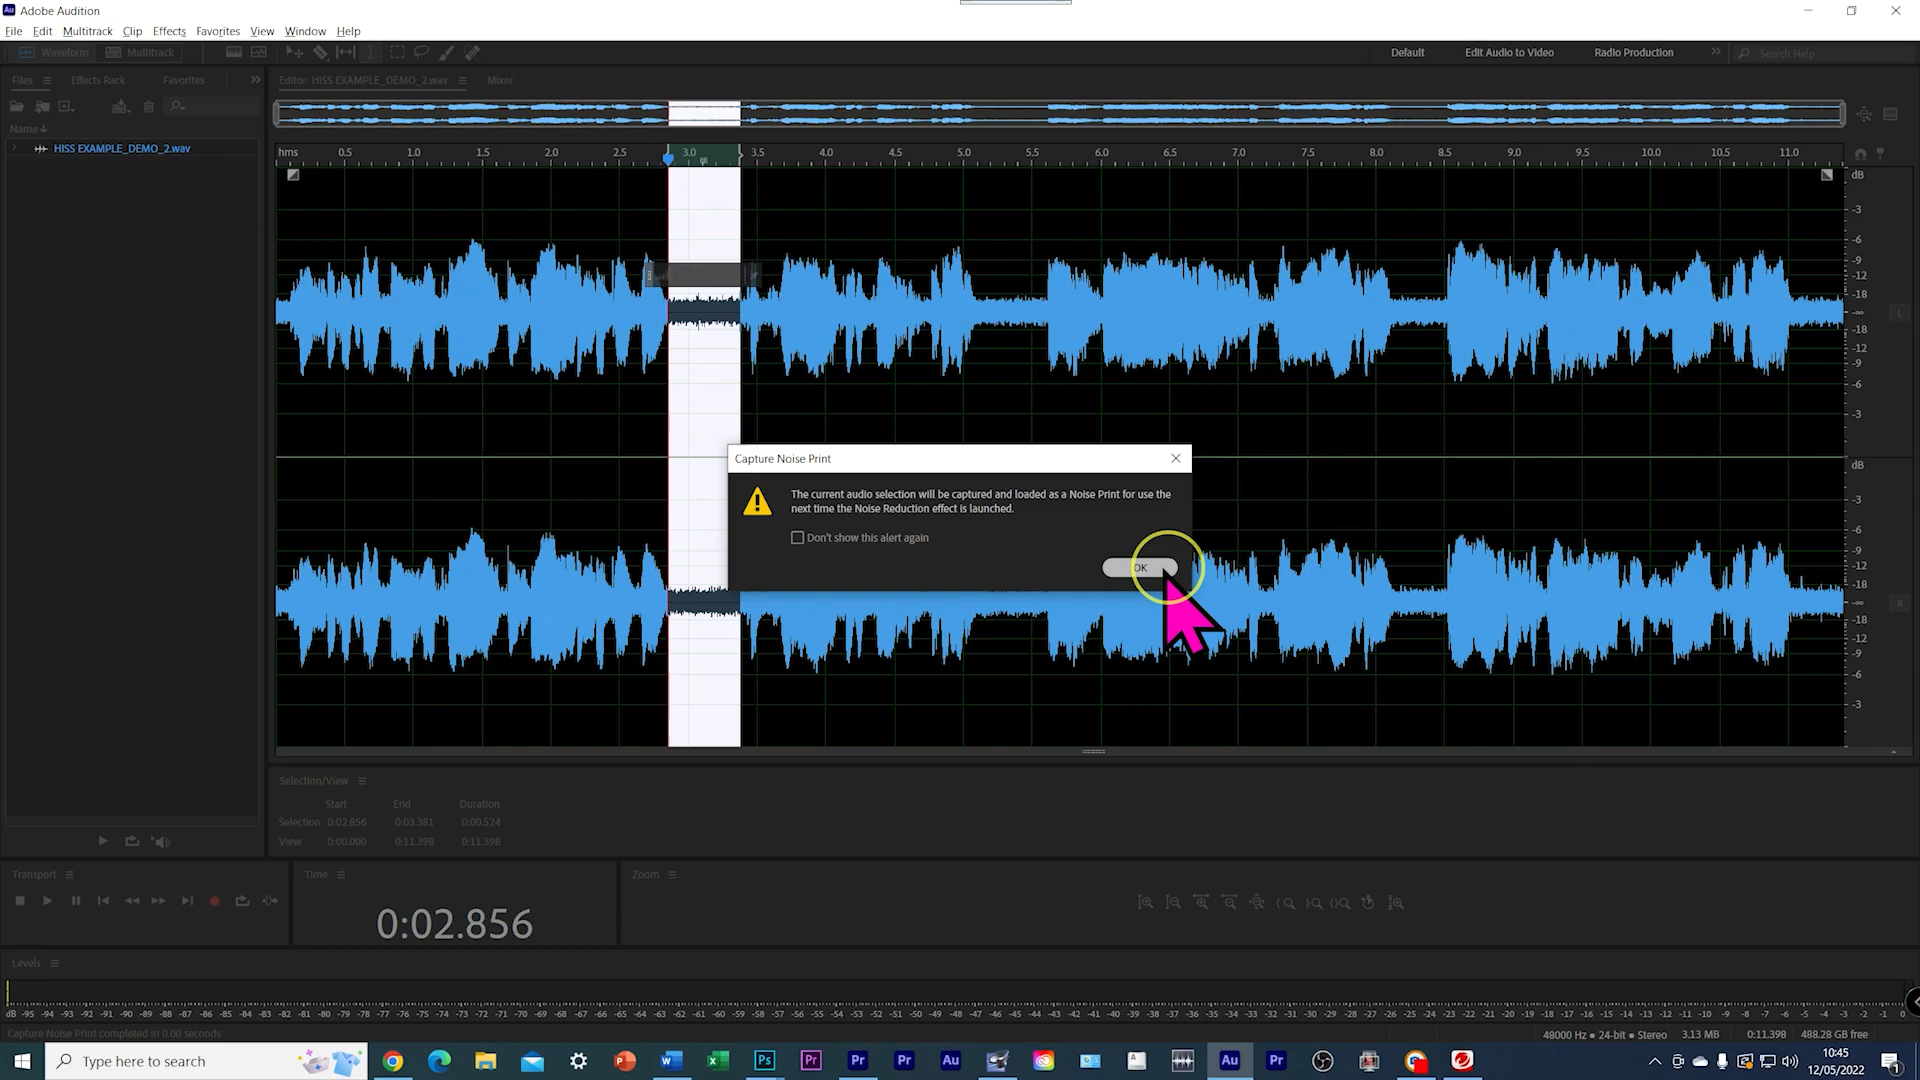 Adobe Audition
File Edit Multitrack Clip Effects Favorites View Window Help
Waveform Multitrack Default Edit Audio to Video Radio Production Search Help
Files Effects Rack Favorites Editor: HISS EXAMPLE_DEMO_2.wav Mixer
Name
HISS EXAMPLE_DEMO_2.wav
hms 0.5 1.0 1.5 2.0 2.5 3.0 3.5 4.0 4.5 5.0 5.5 6.0 6.5 7.0 7.5 8.0 8.5 9.0 9.5 10.0 10.5 11.0
dB
-3
-6
-9
-12
-18
-∞
L
-18
-12
-9
-6
-3
dB
-3
-6
-9
-12
-18
-∞
R
-18
-12
-9
-6
-3
Capture Noise Print
The current audio selection will be captured and loaded as a Noise Print for use the
next time the Noise Reduction effect is launched.
Don't show this alert again
OK
Selection/View
Start End Duration
Selection 0:02.856 0:03.381 0:00.524
View 0:00.000 0:11.398 0:11.398
Transport Time Zoom
0:02.856
Levels
dB -95 -94 -93 -92 -91 -90 -89 -88 -87 -86 -85 -84 -83 -82 -81 -80 -79 -78 -77 -76 -75 -74 -73 -72 -71 -70 -69 -68 -67 -66 -65 -64 -63 -62 -61 -60 -59 -58 -57 -56 -55 -54 -53 -52 -51 -50 -49 -48 -47 -46 -45 -44 -43 -42 -41 -40 -39 -38 -37 -36 -35 -34 -33 -32 -31 -30 -29 -28 -27 -26 -25 -24 -23 -22 -21 -20 -19 -18 -17 -16 -15 -14 -13 -12 -11 -10 -9 -8 -7 -6 -5 -4 -3 -2 -1 0
Capture Noise Print completed in 0.00 seconds 48000 Hz • 24-bit • Stereo 3.13 MB 0:11.398 488.28 GB free
Type here to search
Ps Pr Pr Pr Au Au Pr
10:45
12/05/2022
1